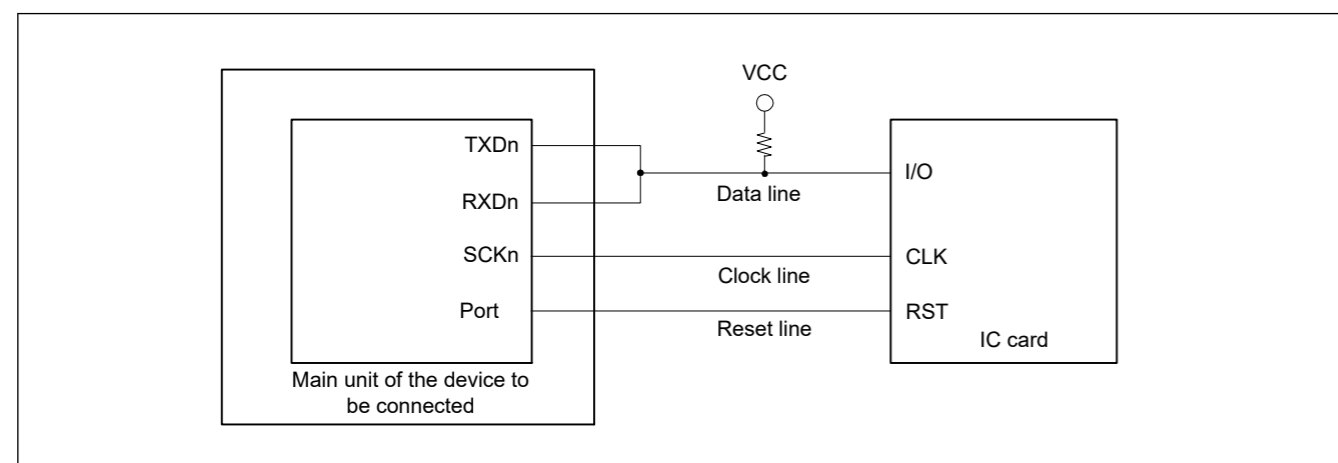 VCC
TXDn
I/O
Data line
RXDn
SCKn
CLK
Clock line
Port
RST
Reset line
IC card
Main unit of the device to
be connected